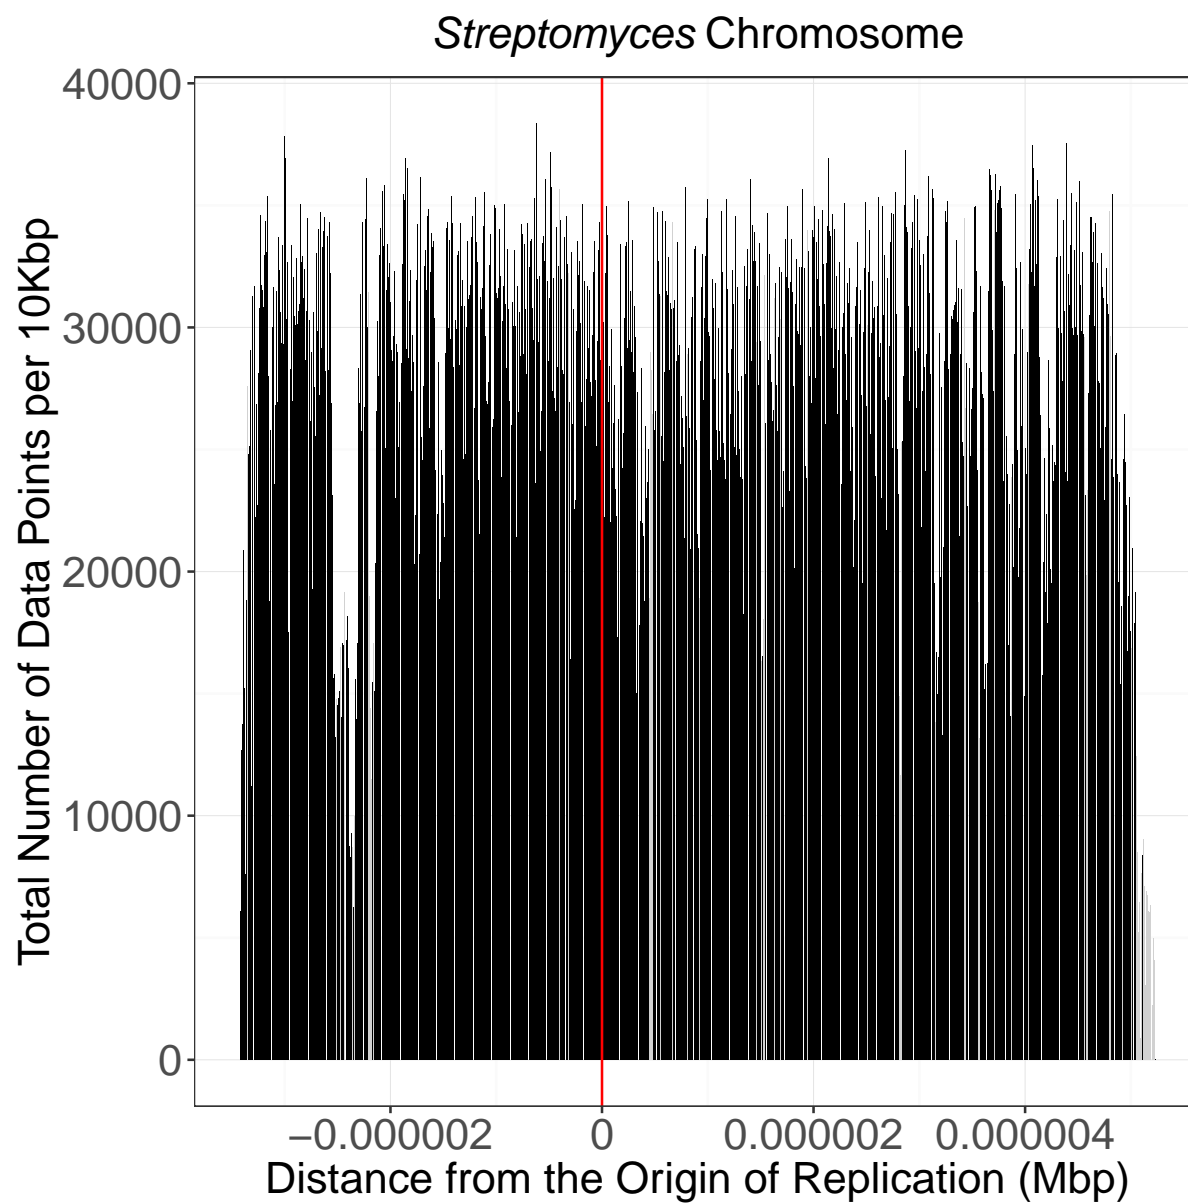 Streptomyces Chromosome
40000
30000
20000
10000
0
Total Number of Data Points per 10Kbp
−0.000002 0 0.000002 0.000004
Distance from the Origin of Replication (Mbp)